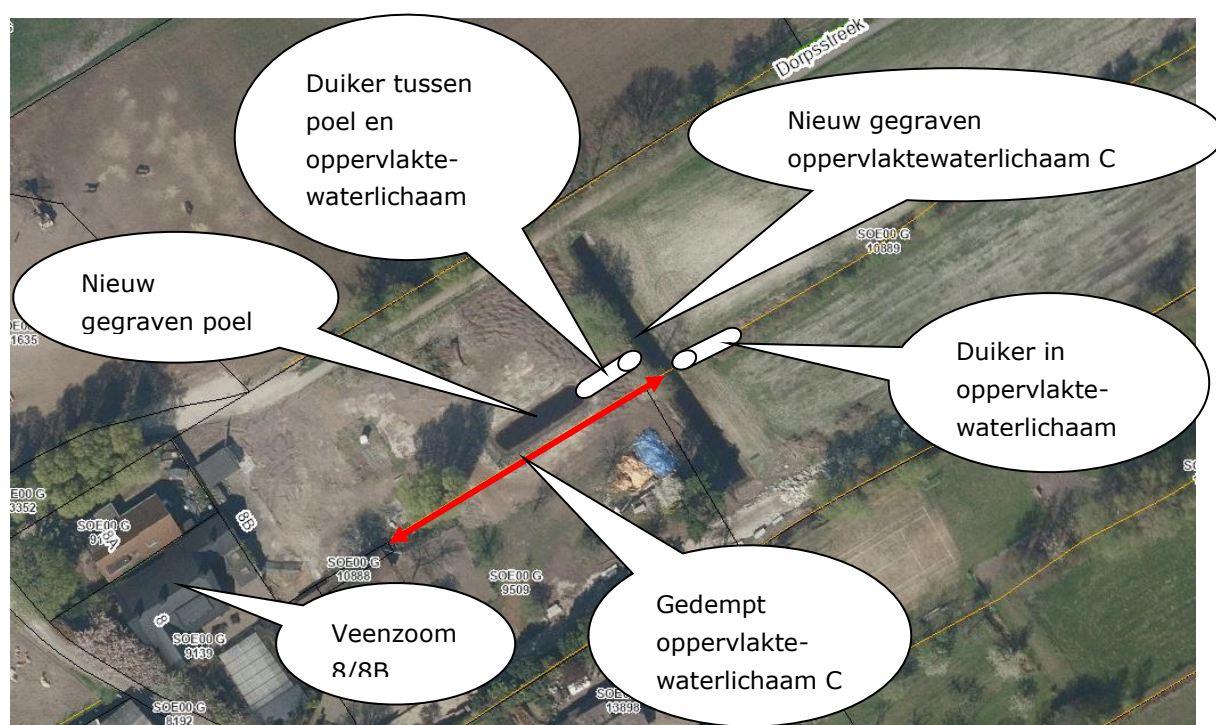 Dorpsstreek
Duiker tussen
poel en
oppervlakte-
waterlichaam
Nieuw gegraven
oppervlaktewaterlichaam C
SOE00 G
10889
Nieuw
gegraven poel
1635
Duiker in
oppervlakte-
waterlichaam
SOE00 G
3352
SOE00 G
8A
8B
SOE00 G
10888
SOE00 G
9509
8
SOE00 G
9139
Veenzoom
8/8B
Gedempt
oppervlakte-
waterlichaam C
SOE00 G
8192
13898